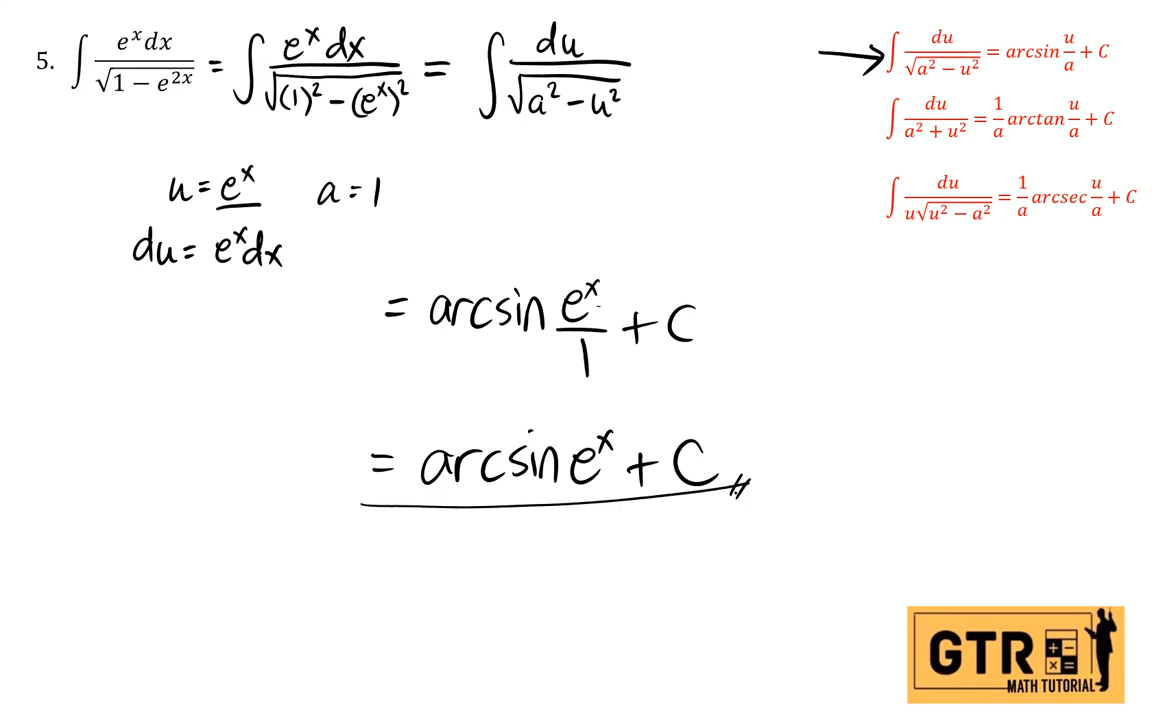 5. ∫ e^x dx / √(1 − e^{2x}) = ∫ e^x dx / √((1)² − (e^x)²) = ∫ du / √(a² − u²)
∫ du / √(a² − u²) = arcsin u/a + C
∫ du / (a² + u²) = 1/a arctan u/a + C
∫ du / (u√(u² − a²)) = 1/a arcsec u/a + C
u = e^x a = 1
du = e^x dx
= arcsin e^x/1 + C
= arcsin e^x + C
GTR
MATH TUTORIAL